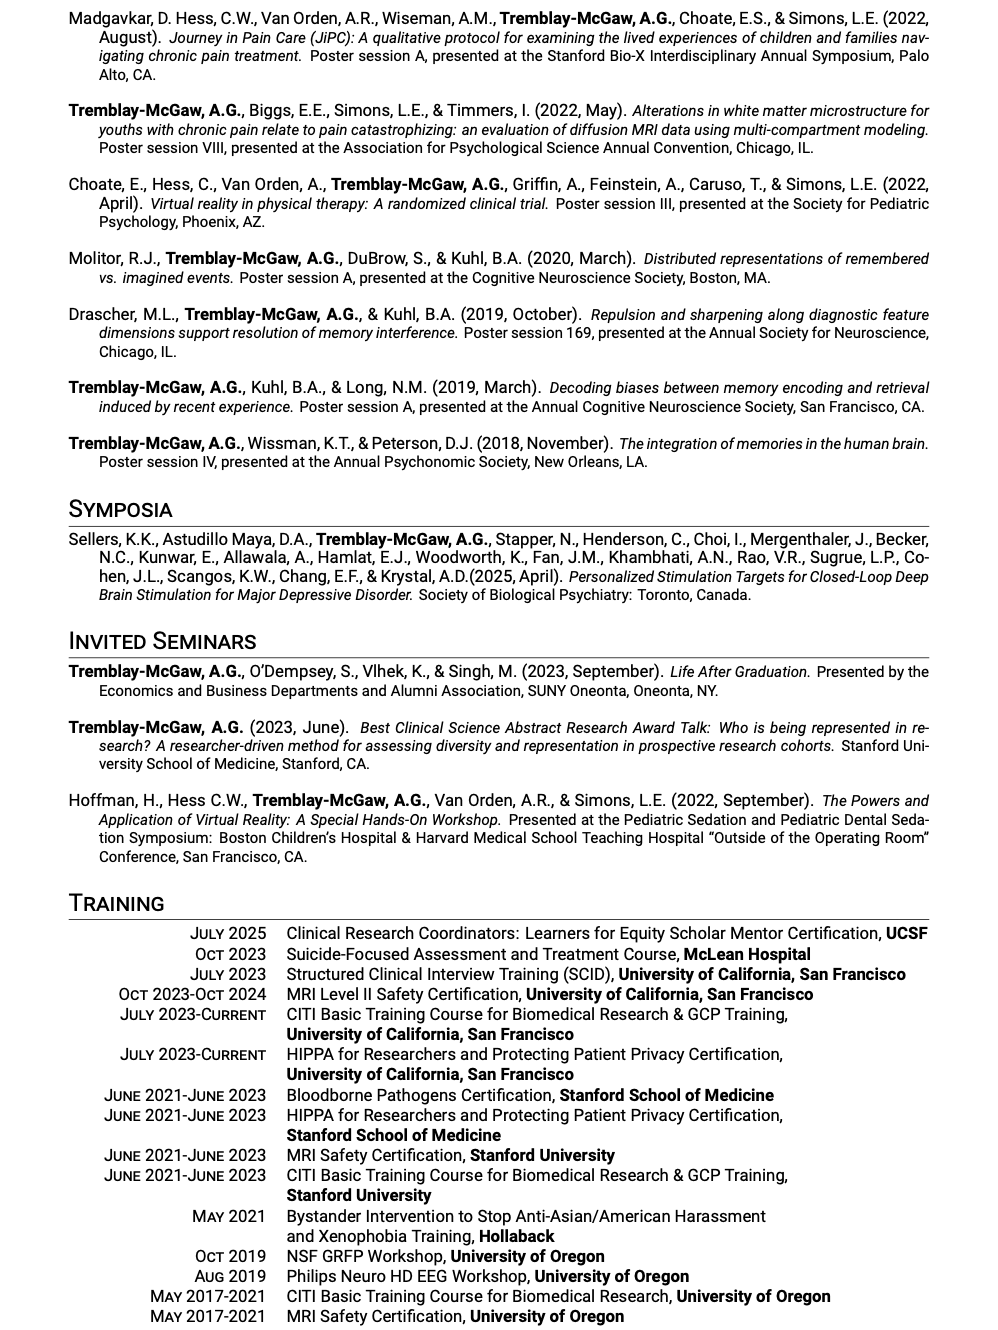 Madgavkar, D. Hess, C.W., Van Orden, A.R., Wiseman, A.M., Tremblay-McGaw, A.G., Choate, E.S., & Simons, L.E. (2022,
August). Journey in Pain Care (JiPC): A qualitative protocol for examining the lived experiences of children and families nav-
igating chronic pain treatment. Poster session A, presented at the Stanford Bio-X Interdisciplinary Annual Symposium, Palo
Alto, CA.
Tremblay-McGaw, A.G., Biggs, E.E., Simons, L.E., & Timmers, I. (2022, May). Alterations in white matter microstructure for
youths with chronic pain relate to pain catastrophizing: an evaluation of diffusion MRI data using multi-compartment modeling.
Poster session VIII, presented at the Association for Psychological Science Annual Convention, Chicago, IL.
Choate, E., Hess, C., Van Orden, A., Tremblay-McGaw, A.G., Griffin, A., Feinstein, A., Caruso, T., & Simons, L.E. (2022,
April). Virtual reality in physical therapy: A randomized clinical trial. Poster session III, presented at the Society for Pediatric
Psychology, Phoenix, AZ.
Molitor, R.J., Tremblay-McGaw, A.G., DuBrow, S., & Kuhl, B.A. (2020, March). Distributed representations of remembered
vs. imagined events. Poster session A, presented at the Cognitive Neuroscience Society, Boston, MA.
Drascher, M.L., Tremblay-McGaw, A.G., & Kuhl, B.A. (2019, October). Repulsion and sharpening along diagnostic feature
dimensions support resolution of memory interference. Poster session 169, presented at the Annual Society for Neuroscience,
Chicago, IL.
Tremblay-McGaw, A.G., Kuhl, B.A., & Long, N.M. (2019, March). Decoding biases between memory encoding and retrieval
induced by recent experience. Poster session A, presented at the Annual Cognitive Neuroscience Society, San Francisco, CA.
Tremblay-McGaw, A.G., Wissman, K.T., & Peterson, D.J. (2018, November). The integration of memories in the human brain.
Poster session IV, presented at the Annual Psychonomic Society, New Orleans, LA.
SYMPOSIA
Sellers, K.K., Astudillo Maya, D.A., Tremblay-McGaw, A.G., Stapper, N., Henderson, C., Choi, I., Mergenthaler, J., Becker,
N.C., Kunwar, E., Allawala, A., Hamlat, E.J., Woodworth, K., Fan, J.M., Khambhati, A.N., Rao, V.R., Sugrue, L.P., Co-
hen, J.L., Scangos, K.W., Chang, E.F., & Krystal, A.D.(2025, April). Personalized Stimulation Targets for Closed-Loop Deep
Brain Stimulation for Major Depressive Disorder. Society of Biological Psychiatry: Toronto, Canada.
INVITED SEMINARS
Tremblay-McGaw, A.G., O'Dempsey, S., Vlhek, K., & Singh, M. (2023, September). Life After Graduation. Presented by the
Economics and Business Departments and Alumni Association, SUNY Oneonta, Oneonta, NY.
Tremblay-McGaw, A.G. (2023, June). Best Clinical Science Abstract Research Award Talk: Who is being represented in re-
search? A researcher-driven method for assessing diversity and representation in prospective research cohorts. Stanford Uni-
versity School of Medicine, Stanford, CA.
Hoffman, H., Hess C.W., Tremblay-McGaw, A.G., Van Orden, A.R., & Simons, L.E. (2022, September). The Powers and
Application of Virtual Reality: A Special Hands-On Workshop. Presented at the Pediatric Sedation and Pediatric Dental Seda-
tion Symposium: Boston Children's Hospital & Harvard Medical School Teaching Hospital “Outside of the Operating Room”
Conference, San Francisco, CA.
TRAINING
JULY 2025 Clinical Research Coordinators: Learners for Equity Scholar Mentor Certification, UCSF
OCT 2023 Suicide-Focused Assessment and Treatment Course, McLean Hospital
JULY 2023 Structured Clinical Interview Training (SCID), University of California, San Francisco
OCT 2023-OCT 2024 MRI Level II Safety Certification, University of California, San Francisco
JULY 2023-CURRENT CITI Basic Training Course for Biomedical Research & GCP Training,
University of California, San Francisco
JULY 2023-CURRENT HIPPA for Researchers and Protecting Patient Privacy Certification,
University of California, San Francisco
JUNE 2021-JUNE 2023 Bloodborne Pathogens Certification, Stanford School of Medicine
JUNE 2021-JUNE 2023 HIPPA for Researchers and Protecting Patient Privacy Certification,
Stanford School of Medicine
JUNE 2021-JUNE 2023 MRI Safety Certification, Stanford University
JUNE 2021-JUNE 2023 CITI Basic Training Course for Biomedical Research & GCP Training,
Stanford University
MAY 2021 Bystander Intervention to Stop Anti-Asian/American Harassment
and Xenophobia Training, Hollaback
OCT 2019 NSF GRFP Workshop, University of Oregon
AUG 2019 Philips Neuro HD EEG Workshop, University of Oregon
MAY 2017-2021 CITI Basic Training Course for Biomedical Research, University of Oregon
MAY 2017-2021 MRI Safety Certification, University of Oregon